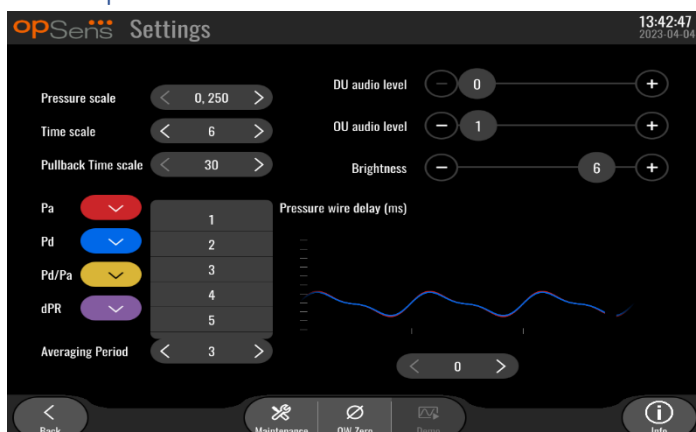 opSens Settings
13:42:47
2023-04-04
Pressure scale 0, 250
Time scale 6
Pullback Time scale 30
DU audio level 0
OU audio level 1
Brightness 6
Pa
Pd
Pd/Pa
dPR
1
2
3
4
5
Averaging Period 3
Pressure wire delay (ms)
0
Back
Maintenance
OW Zero
Demo
Info